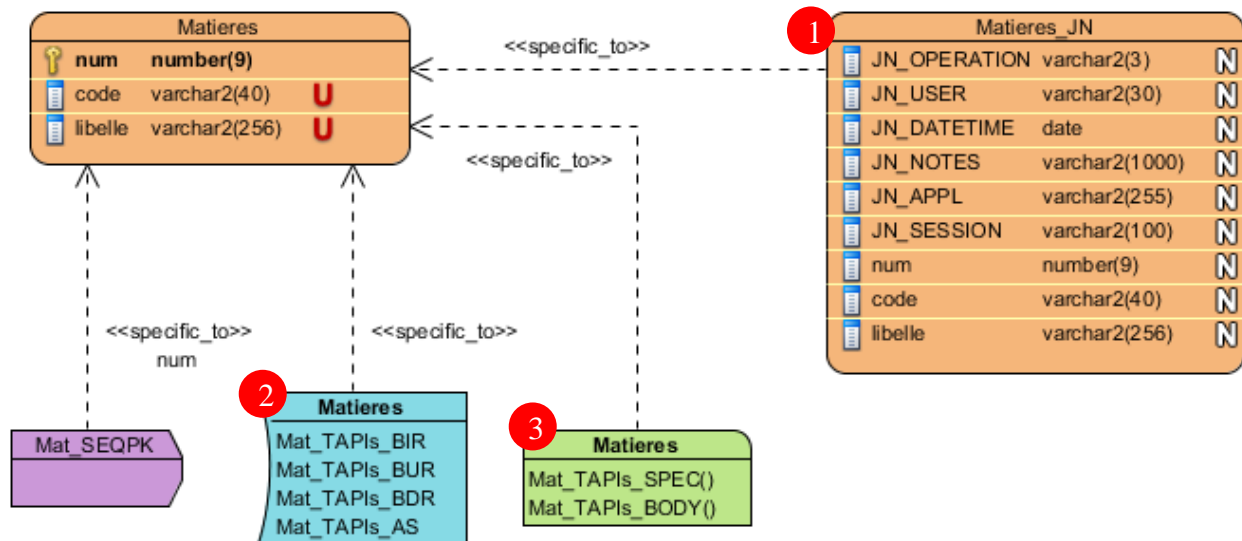 Matieres
num number(9)
code varchar2(40) U
libelle varchar2(256) U
<<specific_to>>
<<specific_to>>
1
Matieres_JN
JN_OPERATION varchar2(3) N
JN_USER varchar2(30) N
JN_DATETIME date N
JN_NOTES varchar2(1000) N
JN_APPL varchar2(255) N
JN_SESSION varchar2(100) N
num number(9) N
code varchar2(40) N
libelle varchar2(256) N
<<specific_to>>
num
<<specific_to>>
Mat_SEQPK
2
Matieres
Mat_TAPIs_BIR
Mat_TAPIs_BUR
Mat_TAPIs_BDR
Mat_TAPIs_AS
3
Matieres
Mat_TAPIs_SPEC()
Mat_TAPIs_BODY()